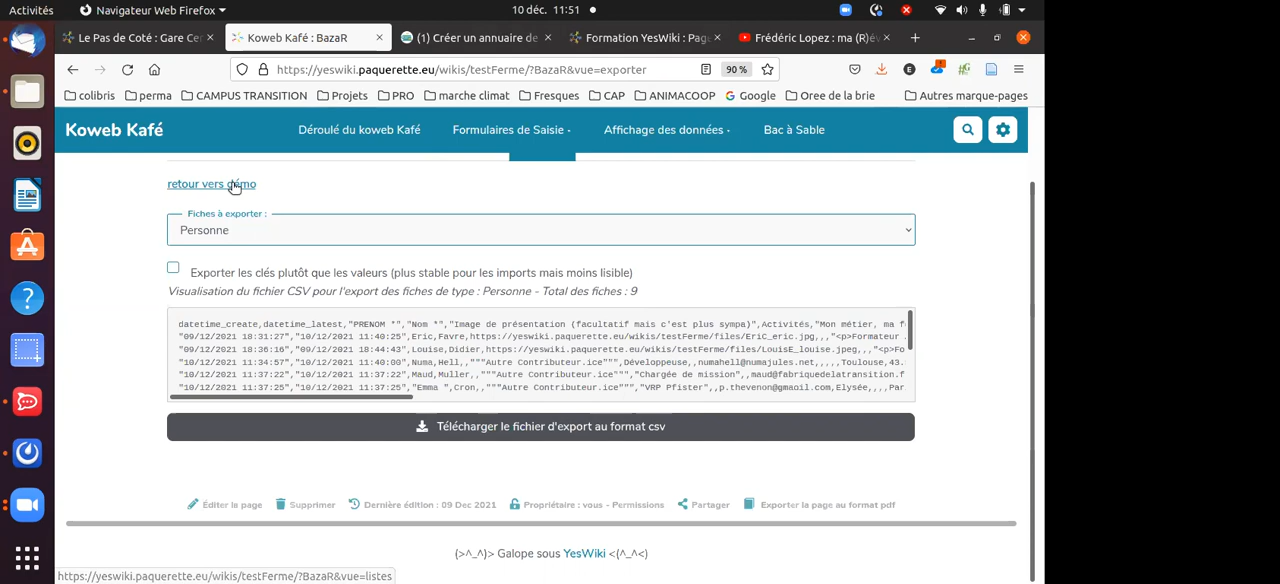 Activités
Navigateur Web Firefox
10 déc. 11:51
Le Pas de Coté : Gare Ce
Koweb Kafé : BazaR
(1) Créer un annuaire de
Formation YesWiki : Pag
Frédéric Lopez : ma (R)év
https://yeswiki.paquerette.eu/wikis/testFerme/?BazaR&vue=exporter
90 %
colibris
perma
CAMPUS TRANSITION
Projets
PRO
marche climat
Fresques
CAP
ANIMACOOP
Google
Oree de la brie
Autres marque-pages
Koweb Kafé
Déroulé du koweb Kafé
Formulaires de Saisie
Affichage des données
Bac à Sable
retour vers démo
Fiches à exporter :
Personne
Exporter les clés plutôt que les valeurs (plus stable pour les imports mais moins lisible)
Visualisation du fichier CSV pour l'export des fiches de type : Personne - Total des fiches : 9
datetime_create,datetime_latest,"PRENOM *","Nom *","Image de présentation (facultatif mais c'est plus sympa)",Activités,"Mon métier, ma f
"09/12/2021 18:31:27","10/12/2021 11:40:25",Eric,Favre,https://yeswiki.paquerette.eu/wikis/testFerme/files/EriC_eric.jpg,,,"<p>Formateur
"09/12/2021 18:36:16","09/12/2021 18:44:43",Louise,Didier,https://yeswiki.paquerette.eu/wikis/testFerme/files/LouisE_louise.jpeg,,,"<p>Fo
"10/12/2021 11:34:57","10/12/2021 11:40:00",Numa,Hell,,"""Autre Contributeur.ice""",Développeuse,,numahell@numajules.net,,,,,Toulouse,43.
"10/12/2021 11:37:22","10/12/2021 11:37:22",Maud,Muller,,"""Autre Contributeur.ice""","Chargée de mission",,maud@fabriquedelatransition.f
"10/12/2021 11:37:25","10/12/2021 11:37:25","Emma ",Cron,,"""Autre Contributeur.ice""","VRP Pfister",,p.thevenon@gmaoil.com,Elysée,,,,Par
Télécharger le fichier d'export au format csv
Éditer la page
Supprimer
Dernière édition : 09 Dec 2021
Propriétaire : vous - Permissions
Partager
Exporter la page au format pdf
(>^_^)> Galope sous YesWiki <(^_^<)
https://yeswiki.paquerette.eu/wikis/testFerme/?BazaR&vue=listes